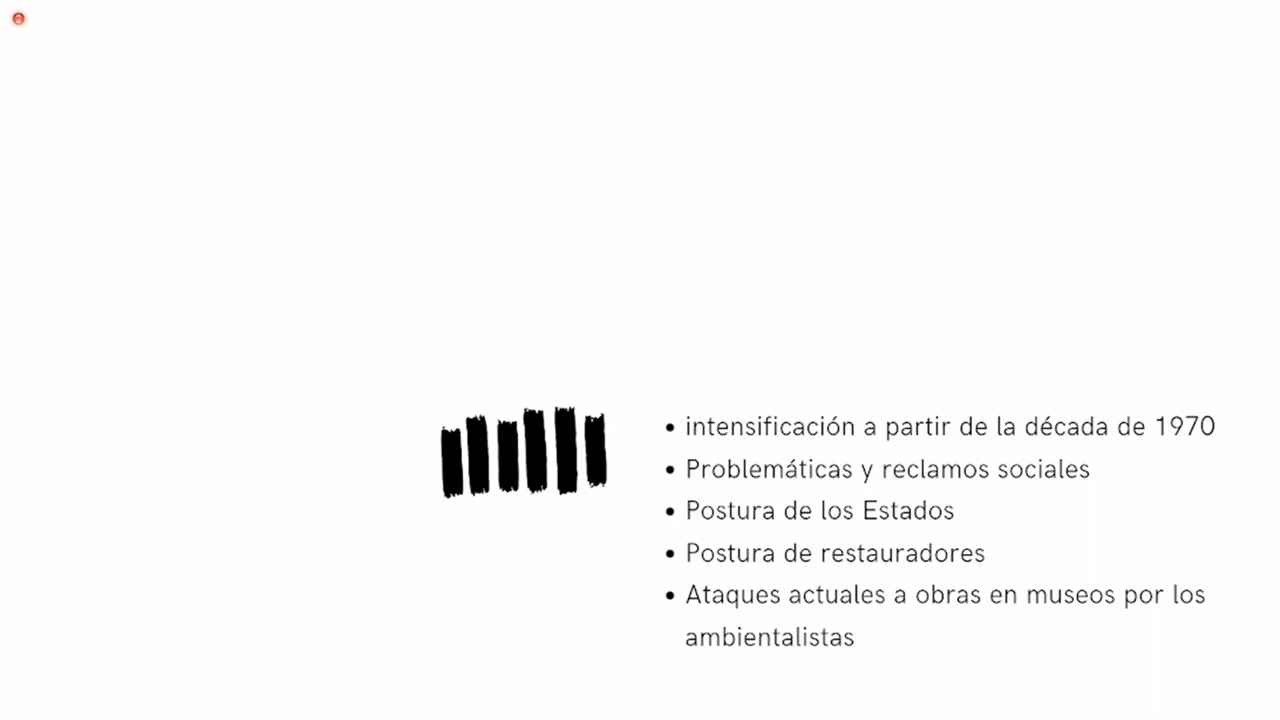 • intensificación a partir de la década de 1970
• Problemáticas y reclamos sociales
• Postura de los Estados
• Postura de restauradores
• Ataques actuales a obras en museos por los
ambientalistas